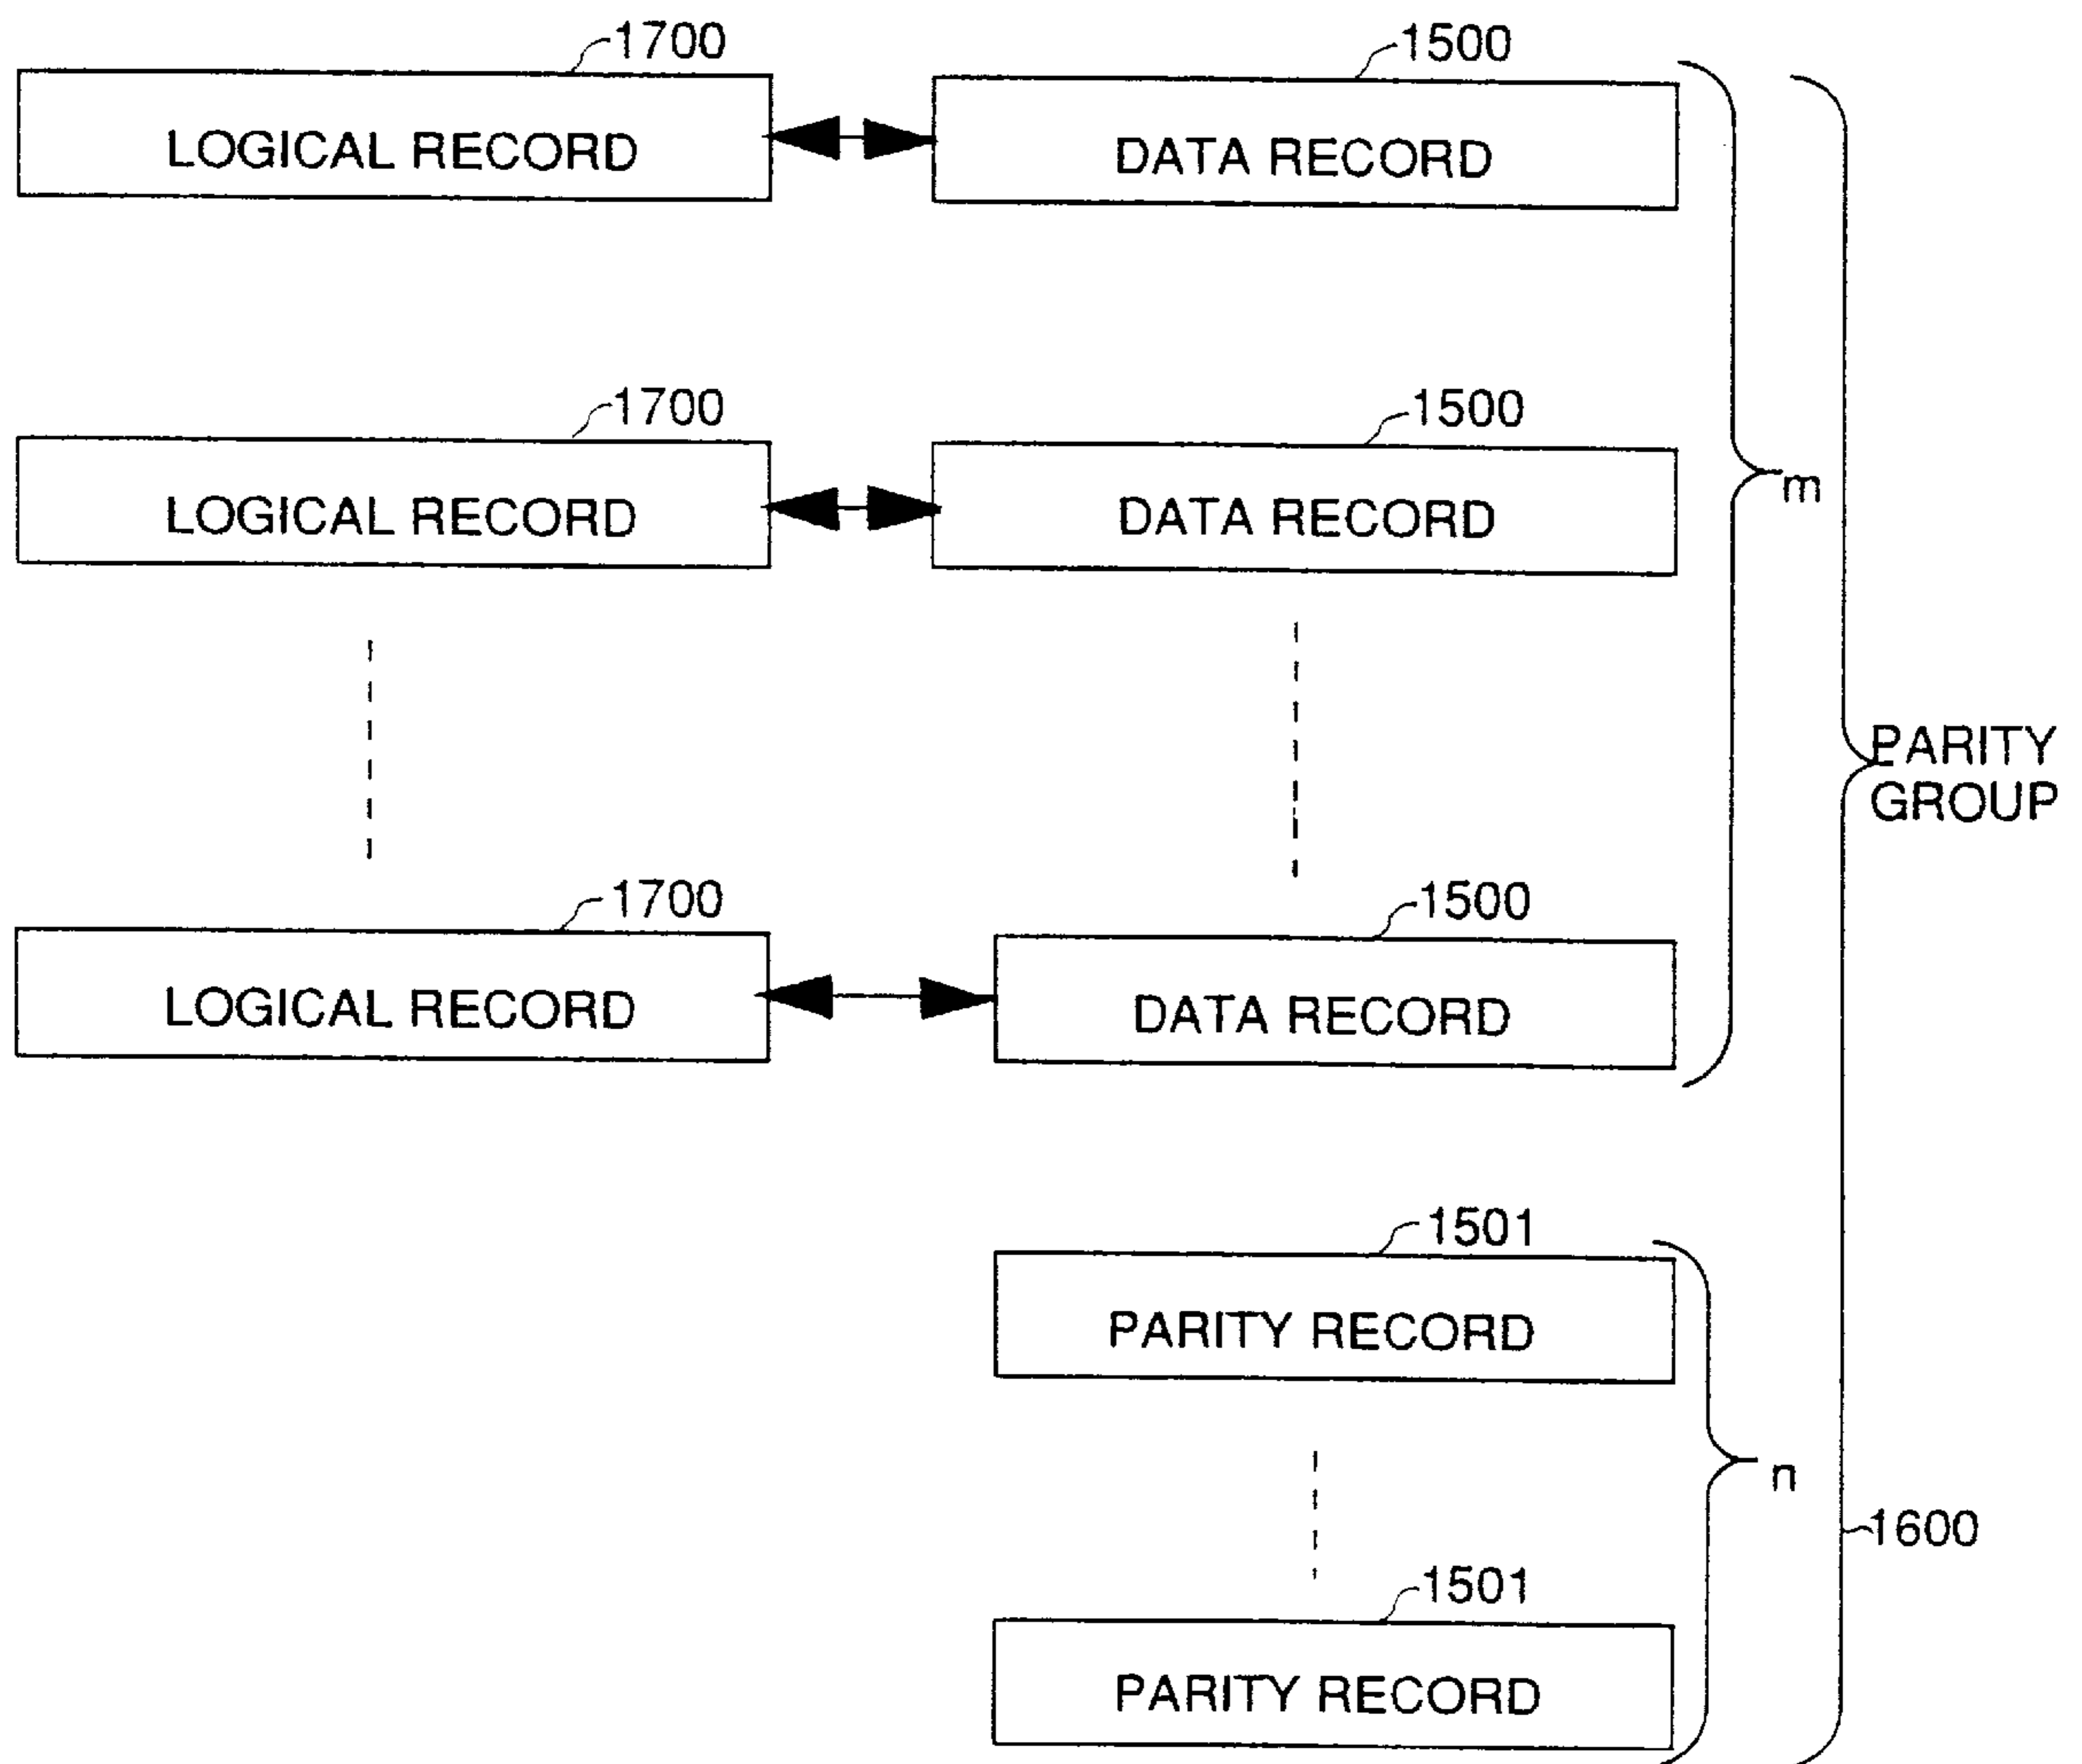 1700
1500
LOGICAL RECORD
DATA RECORD
1700
1500
LOGICAL RECORD
DATA RECORD
m
PARITY
GROUP
1700
1500
LOGICAL RECORD
DATA RECORD
1501
PARITY RECORD
n
1600
1501
PARITY RECORD